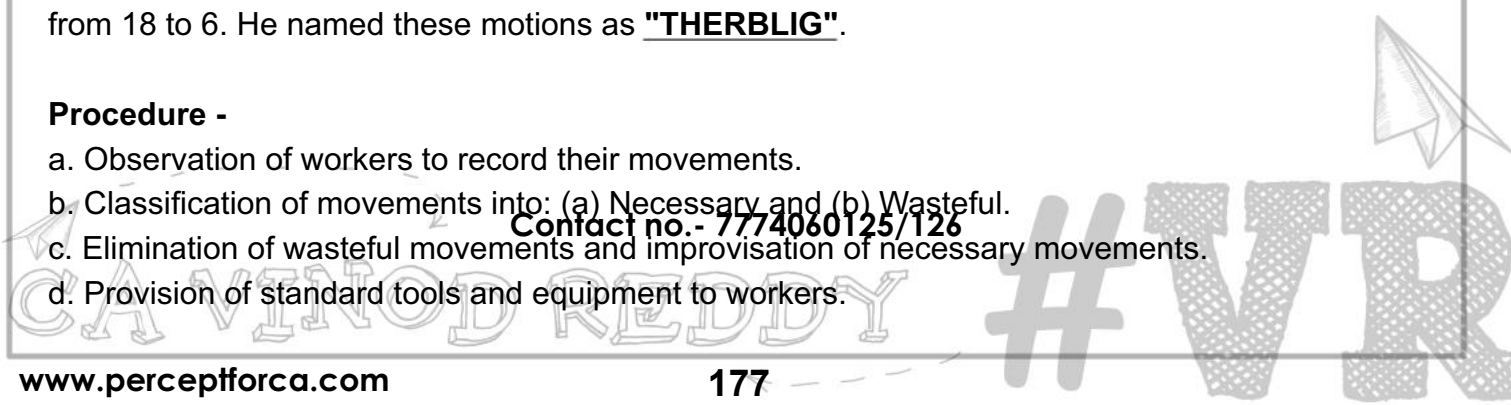 from 18 to 6. He named these motions as "THERBLIG".
Procedure -
a. Observation of workers to record their movements.
b. Classification of movements into: (a) Necessary and (b) Wasteful.
Contact no.- 7774060125/126
c. Elimination of wasteful movements and improvisation of necessary movements.
d. Provision of standard tools and equipment to workers.
CA VINOD REDDY #VR
www.perceptforca.com 177